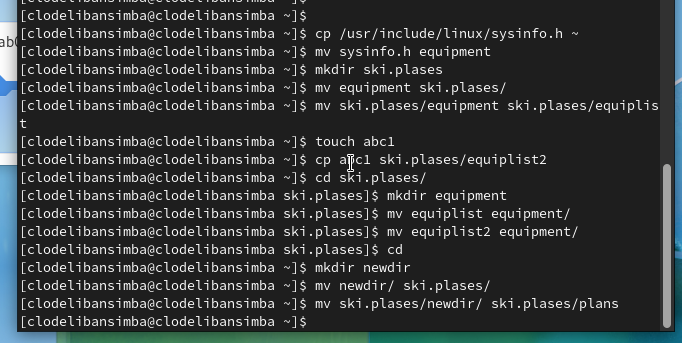 [clodelibansimba@clodelibansimba ~]$
[clodelibansimba@clodelibansimba ~]$ cp /usr/include/linux/sysinfo.h ~
[clodelibansimba@clodelibansimba ~]$ mv sysinfo.h equipment
[clodelibansimba@clodelibansimba ~]$ mkdir ski.plases
[clodelibansimba@clodelibansimba ~]$ mv equipment ski.plases/
[clodelibansimba@clodelibansimba ~]$ mv ski.plases/equipment ski.plases/equiplis
t
[clodelibansimba@clodelibansimba ~]$ touch abc1
[clodelibansimba@clodelibansimba ~]$ cp abc1 ski.plases/equiplist2
[clodelibansimba@clodelibansimba ~]$ cd ski.plases/
[clodelibansimba@clodelibansimba ski.plases]$ mkdir equipment
[clodelibansimba@clodelibansimba ski.plases]$ mv equiplist equipment/
[clodelibansimba@clodelibansimba ski.plases]$ mv equiplist2 equipment/
[clodelibansimba@clodelibansimba ski.plases]$ cd
[clodelibansimba@clodelibansimba ~]$ mkdir newdir
[clodelibansimba@clodelibansimba ~]$ mv newdir/ ski.plases/
[clodelibansimba@clodelibansimba ~]$ mv ski.plases/newdir/ ski.plases/plans
[clodelibansimba@clodelibansimba ~]$